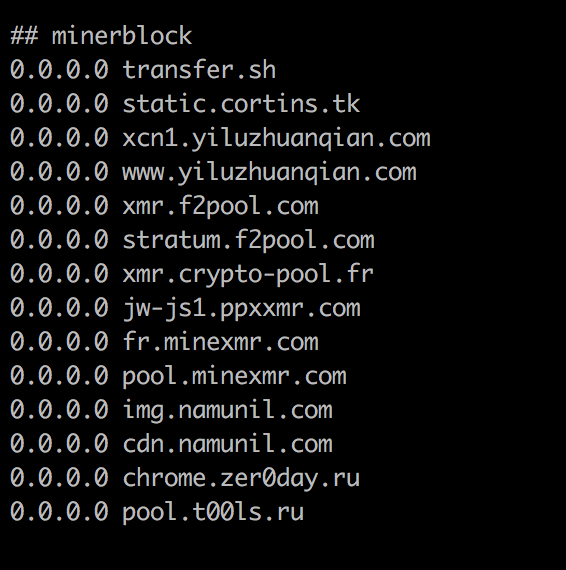 ## minerblock
0.0.0.0 transfer.sh
0.0.0.0 static.cortins.tk
0.0.0.0 xcn1.yiluzhuanqian.com
0.0.0.0 www.yiluzhuanqian.com
0.0.0.0 xmr.f2pool.com
0.0.0.0 stratum.f2pool.com
0.0.0.0 xmr.crypto-pool.fr
0.0.0.0 jw-js1.ppxxmr.com
0.0.0.0 fr.minexmr.com
0.0.0.0 pool.minexmr.com
0.0.0.0 img.namunil.com
0.0.0.0 cdn.namunil.com
0.0.0.0 chrome.zer0day.ru
0.0.0.0 pool.t00ls.ru